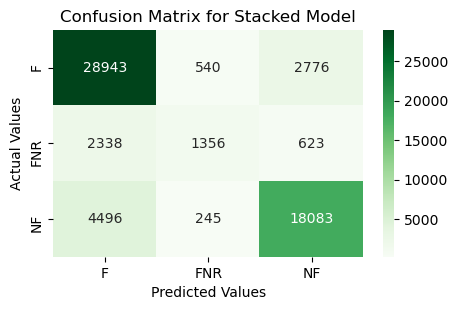 Confusion Matrix for Stacked Model
Actual Values
F
28943 540 2776
FNR
2338 1356 623
NF
4496 245 18083
F FNR NF
Predicted Values
25000
20000
15000
10000
5000